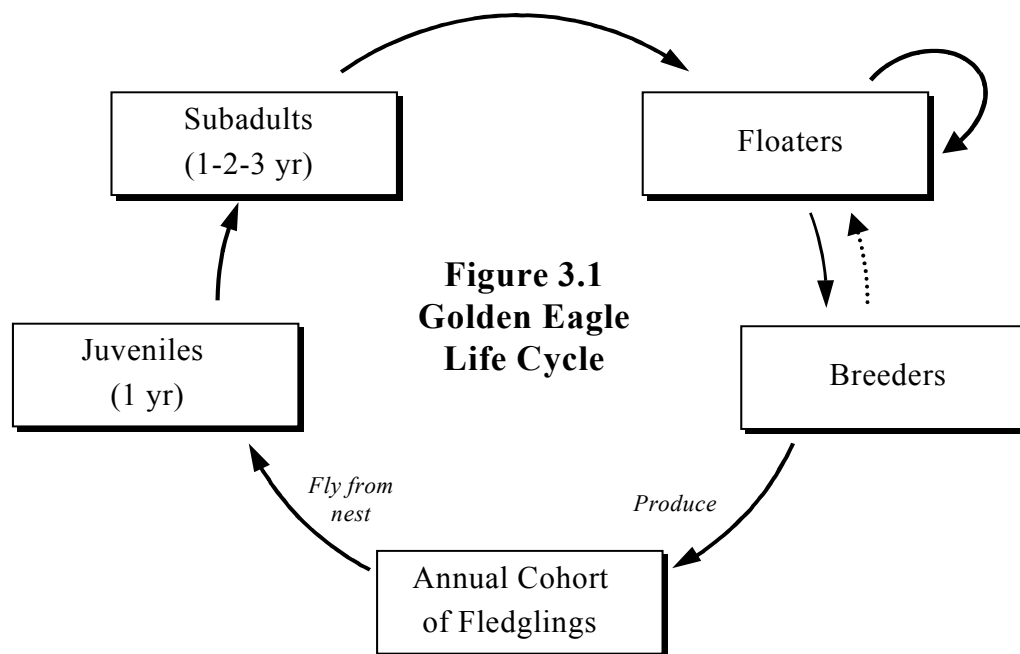 Subadults
(1-2-3 yr)
Floaters
Figure 3.1
Golden Eagle
Life Cycle
Juveniles
(1 yr)
Breeders
Fly from
nest
Produce
Annual Cohort
of Fledglings